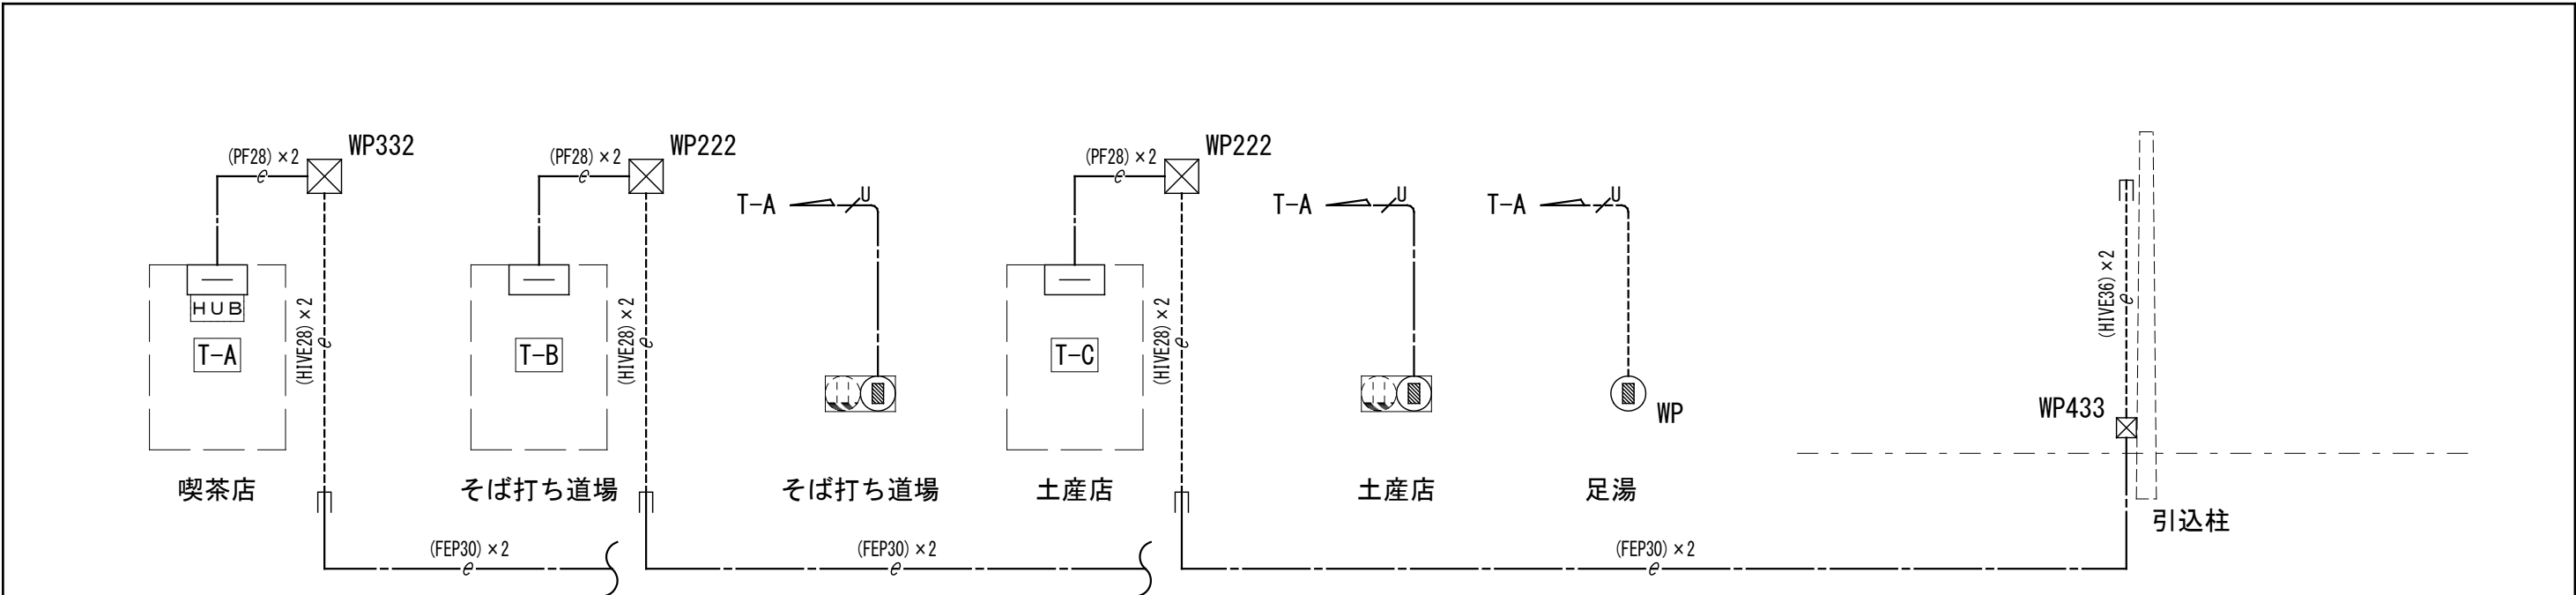 WP332
(PF28)×2
WP222
(PF28)×2
WP222
(PF28)×2
e
e
e
T-A
U
T-A
U
T-A
U
HUB
T-A
(HIVE28)×2
e
T-B
(HIVE28)×2
e
T-C
(HIVE28)×2
e
(HIVE36)×2
e
WP
WP433
喫茶店
そば打ち道場
そば打ち道場
土産店
土産店
足湯
引込柱
(FEP30)×2
e
(FEP30)×2
e
(FEP30)×2
e